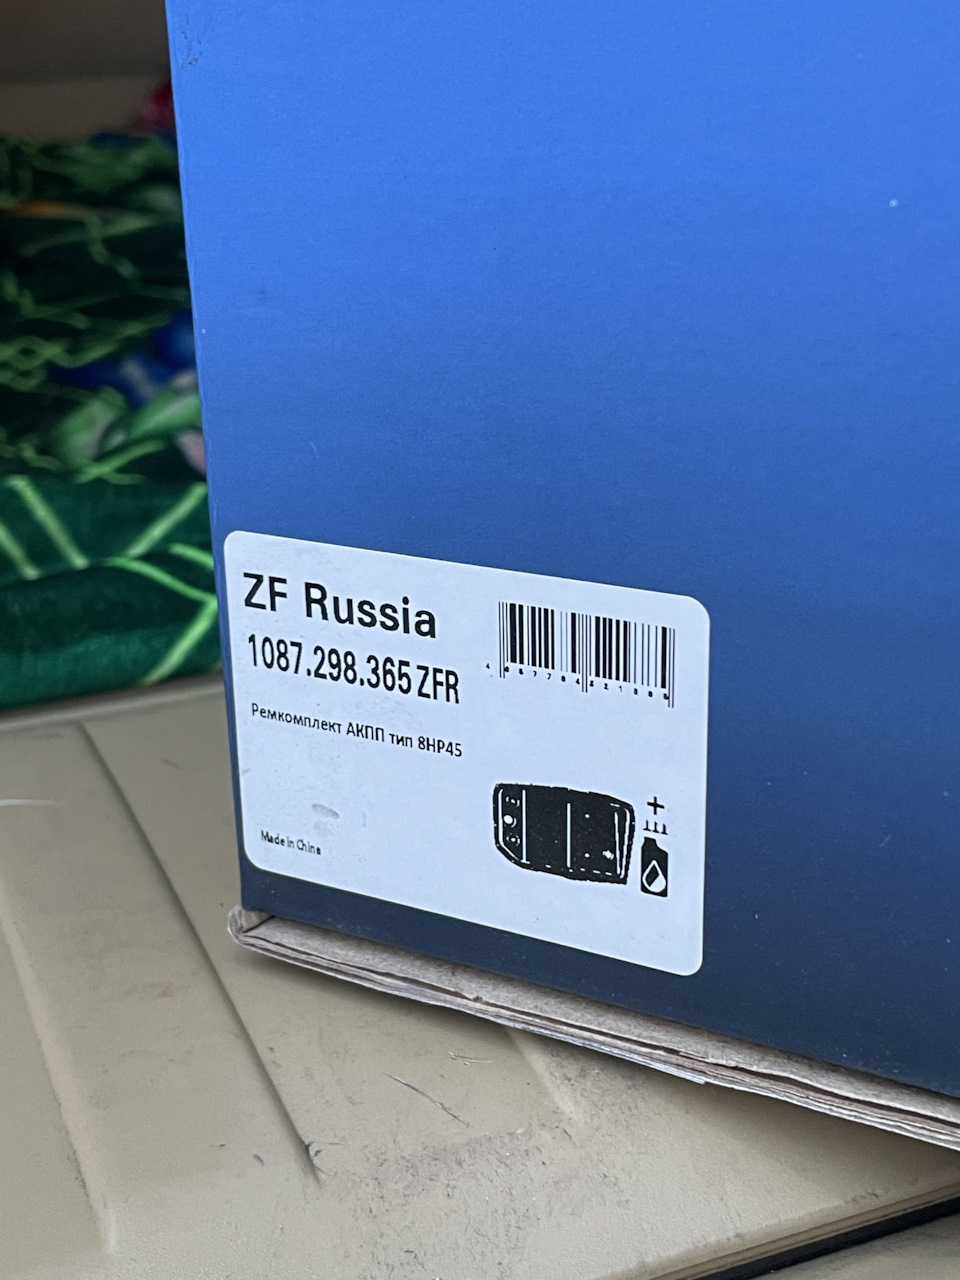 ZF Russia
1087.298.365 ZFR
Ремкомплект АКПП тип 8HP45
Made in China